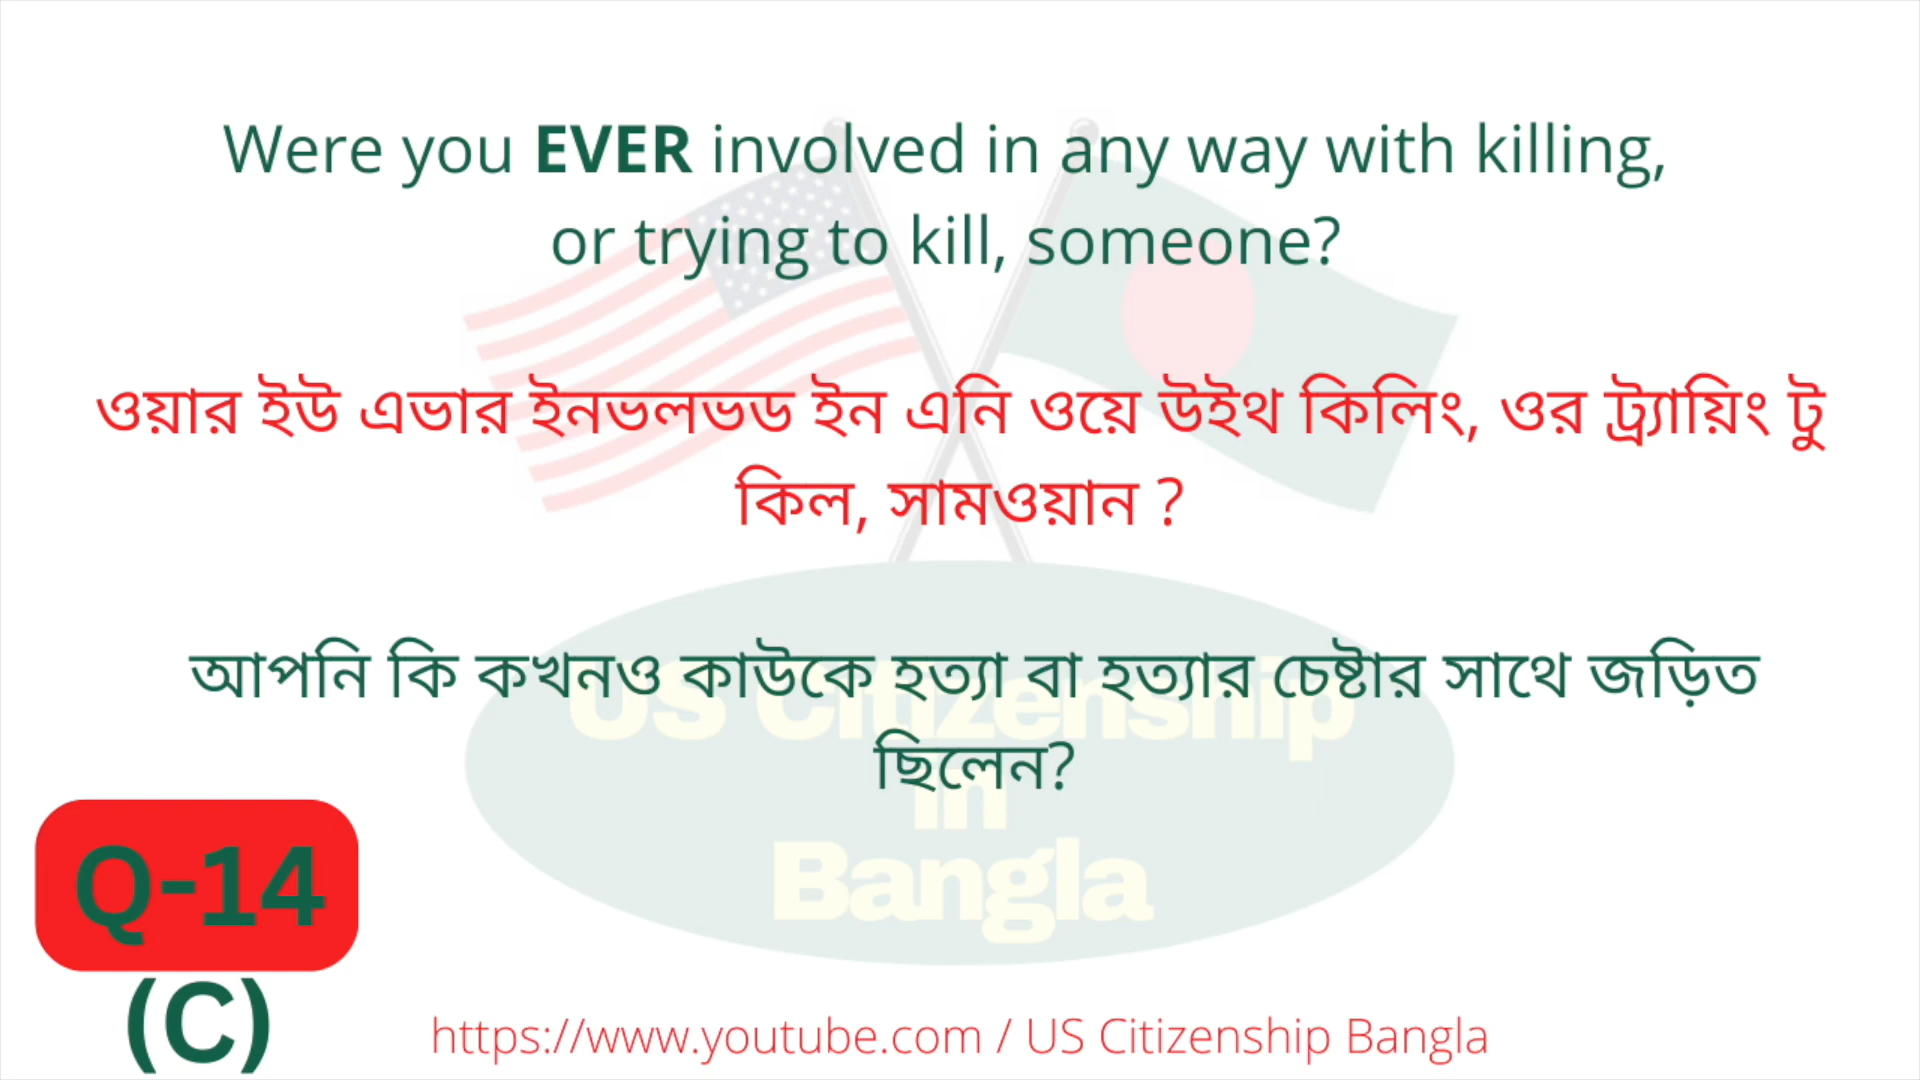 Were you EVER involved in any way with killing,
or trying to kill, someone?
ওয়ার ইউ এভার ইনভলভড ইন এনি ওয়ে উইথ কিলিং, ওর ট্র্যায়িং টু
কিল, সামওয়ান ?
আপনি কি কখনও কাউকে হত্যা বা হত্যার চেষ্টার সাথে জড়িত
ছিলেন?
US Citizenship
in
Bangla
Q-14
(C)
https://www.youtube.com / US Citizenship Bangla